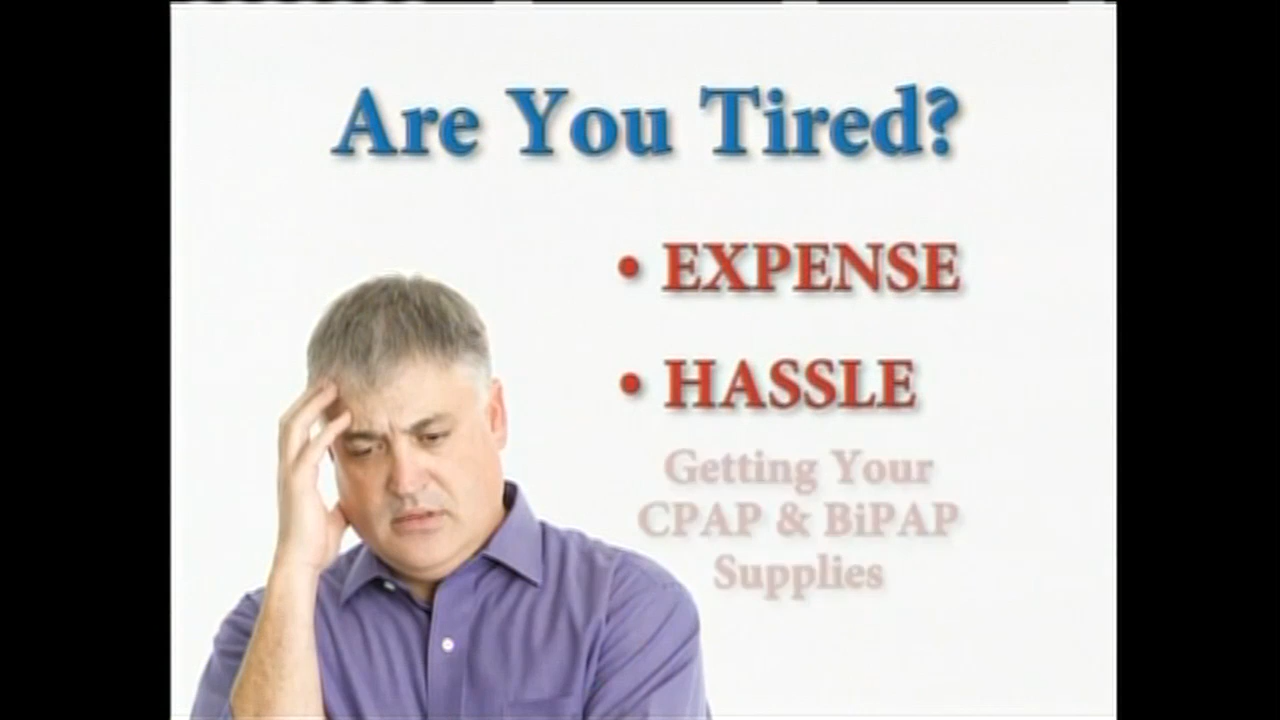 Are You Tired?
• EXPENSE
• HASSLE
Getting Your
CPAP & BiPAP
Supplies